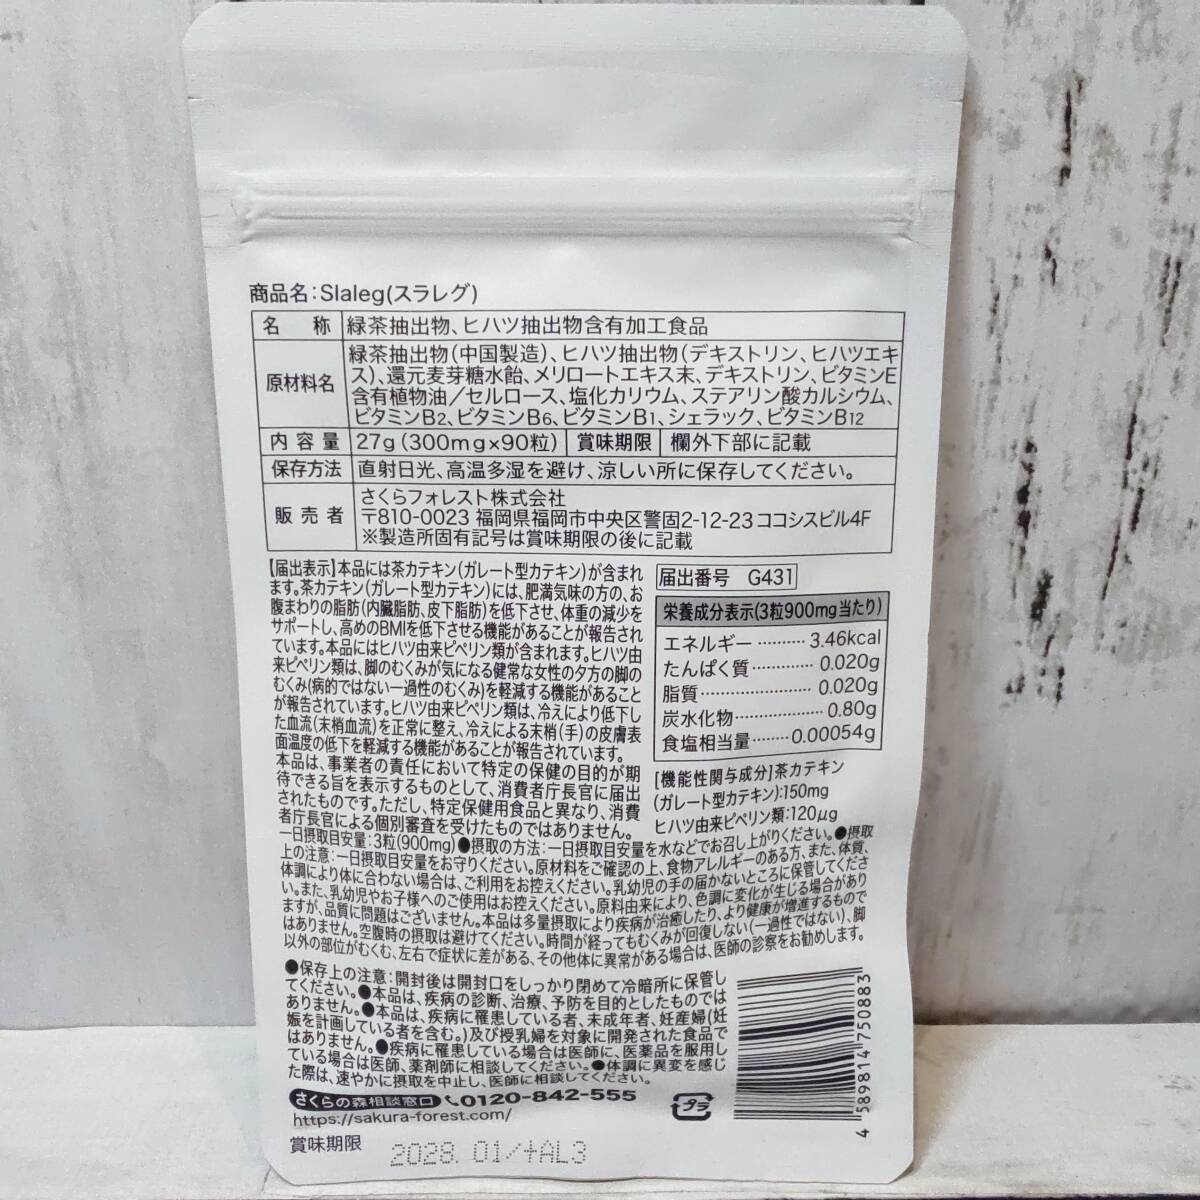 商品名:Slaleg(スラレグ)
名 称 緑茶抽出物、ヒハツ抽出物含有加工食品
原材料名 緑茶抽出物(中国製造)、ヒハツ抽出物(デキストリン、ヒハツエキ
ス)、還元麦芽糖水飴、メリロートエキス末、デキストリン、ビタミンE
含有植物油/セルロース、塩化カリウム、ステアリン酸カルシウム、
ビタミンB2、ビタミンB6、ビタミンB1、シェラック、ビタミンB12
内容量 27g(300mg×90粒) 賞味期限 欄外下部に記載
保存方法 直射日光、高温多湿を避け、涼しい所に保存してください。
販売者 さくらフォレスト株式会社
〒810-0023 福岡県福岡市中央区警固2-12-23 ココシスビル4F
※製造所固有記号は賞味期限の後に記載
【届出表示】本品には茶カテキン(ガレート型カテキン)が含まれ
ます。茶カテキン(ガレート型カテキン)には、肥満気味の方の、お
腹まわりの脂肪(内臓脂肪、皮下脂肪)を低下させ、体重の減少を
サポートし、高めのBMIを低下させる機能があることが報告され
ています。本品にはヒハツ由来ピペリン類が含まれます。ヒハツ由
来ピペリン類は、脚のむくみが気になる健常な女性の夕方の脚の
むくみ(病的ではない一過性のむくみ)を軽減する機能があること
が報告されています。ヒハツ由来ピペリン類は、冷えにより低下し
た血流(末梢血流)を正常に整え、冷えによる末梢(手)の皮膚表
面温度の低下を軽減する機能があることが報告されています。
本品は、事業者の責任において特定の保健の目的が期
待できる旨を表示するものとして、消費者庁長官に届出
されたものです。ただし、特定保健用食品と異なり、消費
者庁長官による個別審査を受けたものではありません。
届出番号 G431
栄養成分表示(3粒900mg当たり)
エネルギー ·········· 3.46kcal
たんぱく質 ············ 0.020g
脂質 ······················ 0.020g
炭水化物 ················ 0.80g
食塩相当量 ········ 0.00054g
[機能性関与成分]茶カテキン
(ガレート型カテキン):150mg
ヒハツ由来ピペリン類:120μg
一日摂取目安量:3粒(900mg)●摂取の方法:一日摂取目安量を水などでお召し上がりください。●摂取
上の注意:一日摂取目安量をお守りください。原材料をご確認の上、食物アレルギーのある方、また、体質、
体調により体に合わない場合は、ご利用をお控えください。乳幼児の手の届かないところに保管してくださ
い。また、乳幼児やお子様へのご使用はお控えください。原料由来により、色調に変化が生じる場合があり
ますが、品質に問題はございません。本品は多量摂取により疾病が治癒したり、より健康が増進するもので
はありません。空腹時の摂取は避けてください。時間が経ってもむくみが回復しない(一過性ではない)、脚
以外の部位がむくむ、左右で症状に差がある、その他体に異常がある場合は、医師の診察をお勧めします。
●保存上の注意:開封後は開封口をしっかり閉めて冷暗所に保管し
てください。●本品は、疾病の診断、治療、予防を目的としたものでは
ありません。●本品は、疾病に罹患している者、未成年者、妊産婦(妊
娠を計画している者を含む。)及び授乳婦を対象に開発された食品で
はありません。●疾病に罹患している場合は医師に、医薬品を服用し
ている場合は医師、薬剤師に相談してください。●体調に異変を感じ
た際は、速やかに摂取を中止し、医師に相談してください。
さくらの森相談窓口 0120-842-555
https://sakura-forest.com/
プラ
4 589814 750883
賞味期限 2028.01/+AL3